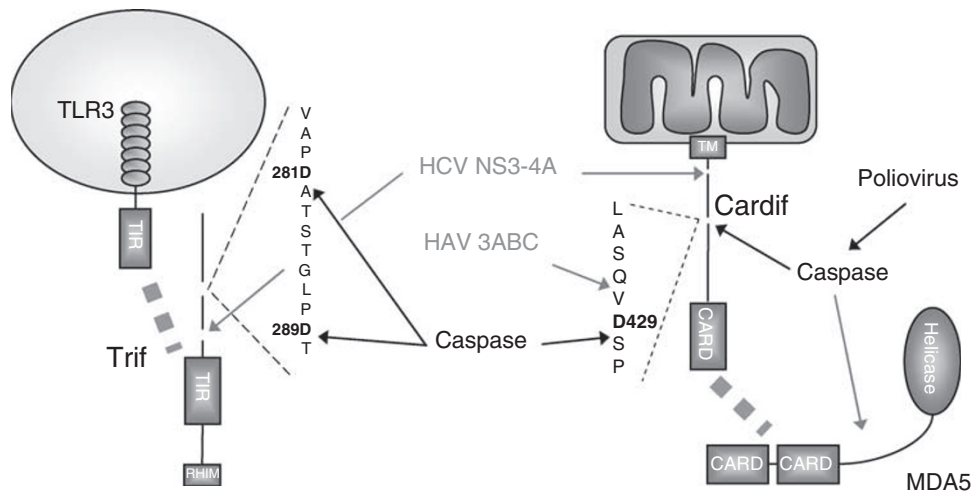 TLR3
TIR
Trif
TIR
RHIM
V
A
P
281D
A
T
S
T
G
L
P
289D
T
HCV NS3-4A
HAV 3ABC
Caspase
L
A
S
Q
V
D429
S
P
TM
Cardif
CARD
Poliovirus
Caspase
Helicase
CARD
CARD
MDA5